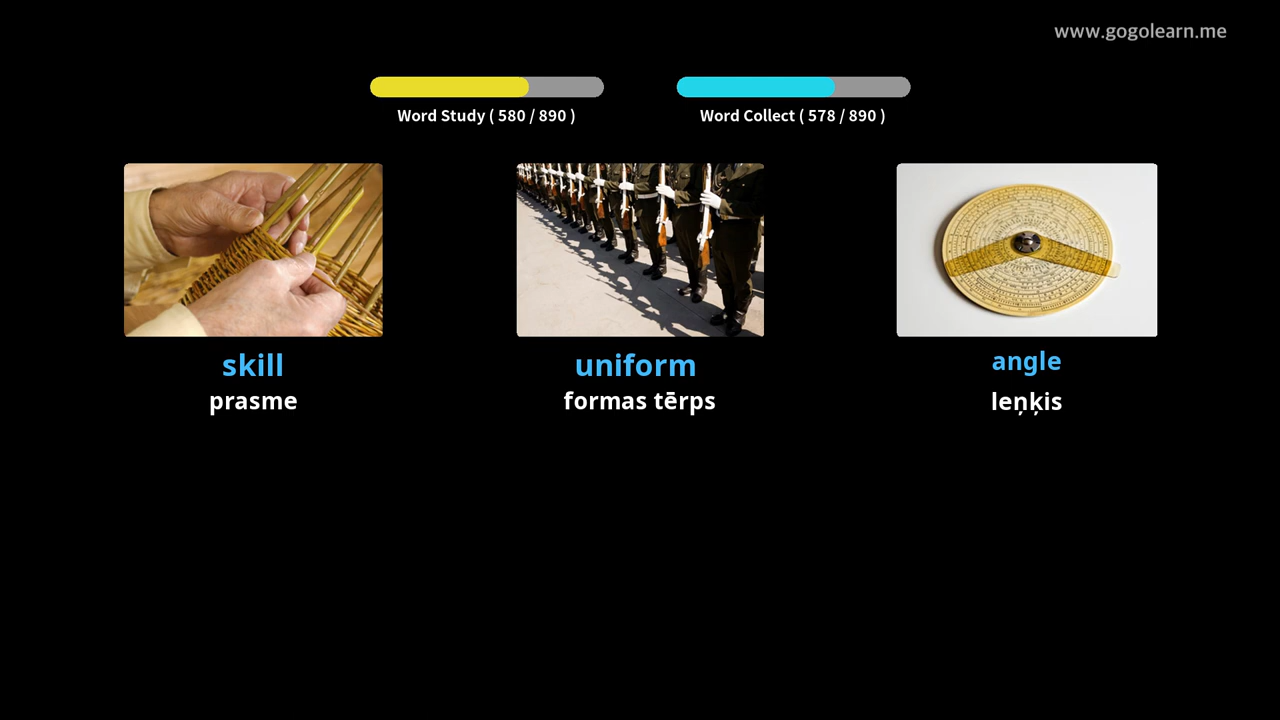 www.gogolearn.me
Word Study ( 580 / 890 )
Word Collect ( 578 / 890 )
skill
prasme
uniform
formas tērps
angle
leņķis